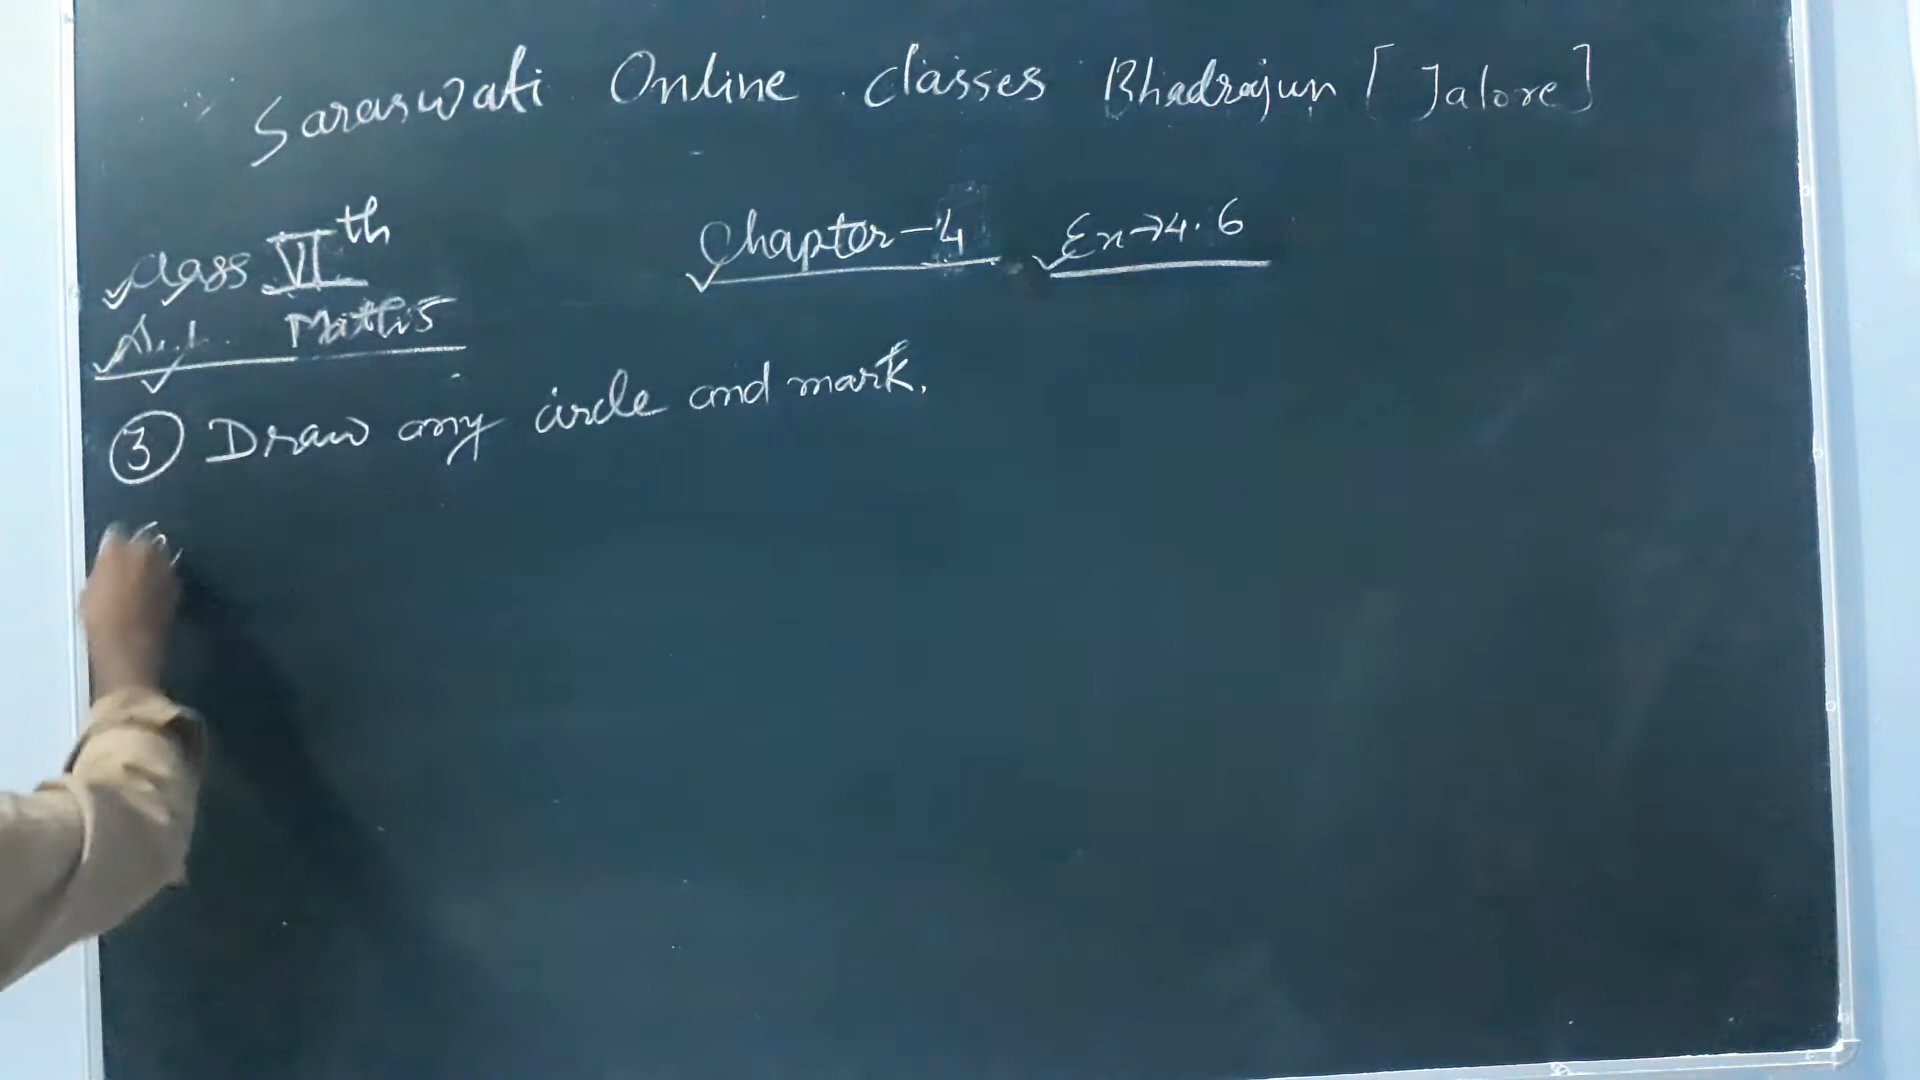 Saraswati Online classes Bhadrajun [Jalore]
Class VIth
Chapter-4 Ex→4.6
Maths
③ Draw any circle and mark.